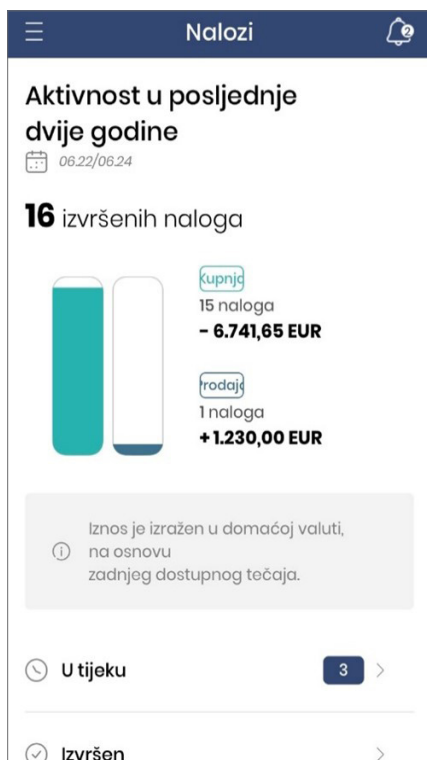 Nalozi
2
Aktivnost u posljednje
dvije godine
06.22/06.24
16 izvršenih naloga
Kupnja
15 naloga
- 6.741,65 EUR
Prodaja
1 naloga
+ 1.230,00 EUR
Iznos je izražen u domaćoj valuti,
na osnovu
zadnjeg dostupnog tečaja.
U tijeku
3
Izvršen